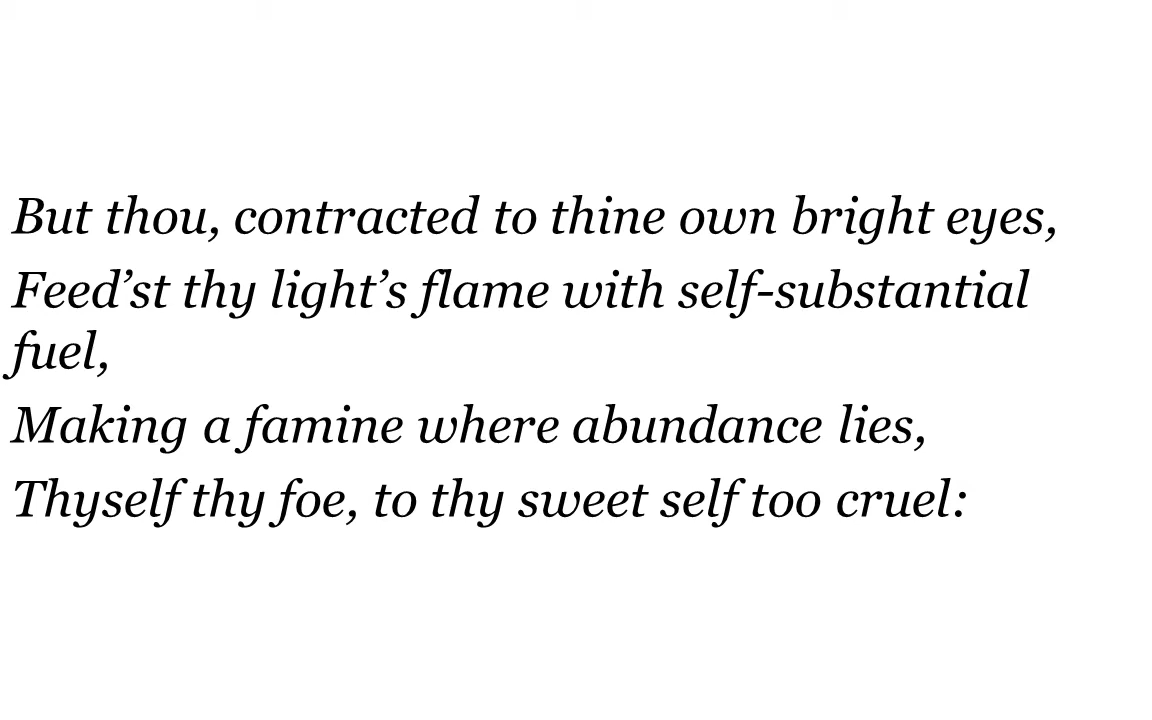 But thou, contracted to thine own bright eyes,
Feed’st thy light’s flame with self-substantial
fuel,
Making a famine where abundance lies,
Thyself thy foe, to thy sweet self too cruel: